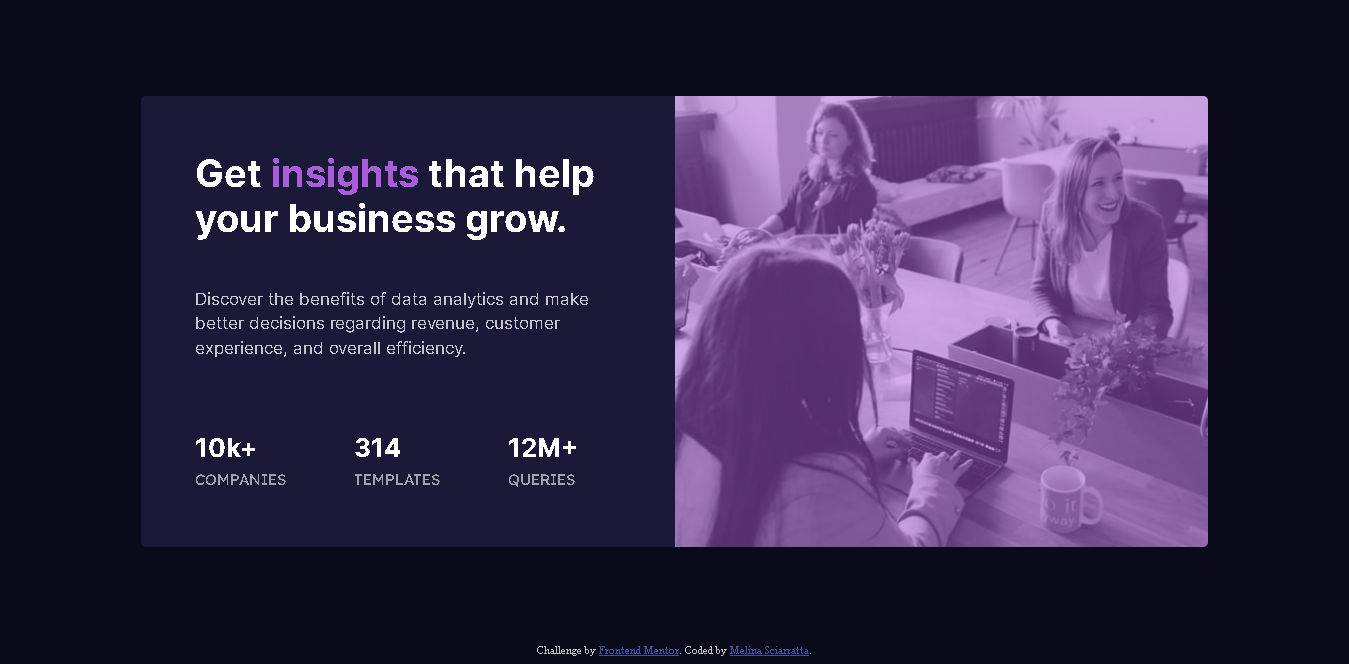 Get insights that help
your business grow.
Discover the benefits of data analytics and make
better decisions regarding revenue, customer
experience, and overall efficiency.
10k+ 314 12M+
COMPANIES TEMPLATES QUERIES
Challenge by Frontend Mentor. Coded by Melina Sciarratta.